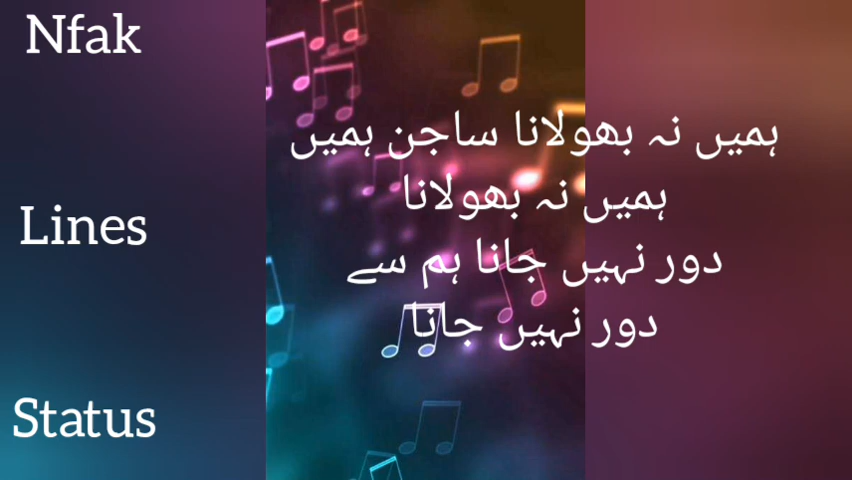 Nfak
Lines
Status
ہمیں نہ بھولانا ساجن ہمیں
ہمیں نہ بھولانا
دور نہیں جانا ہم سے
دور نہیں جانا